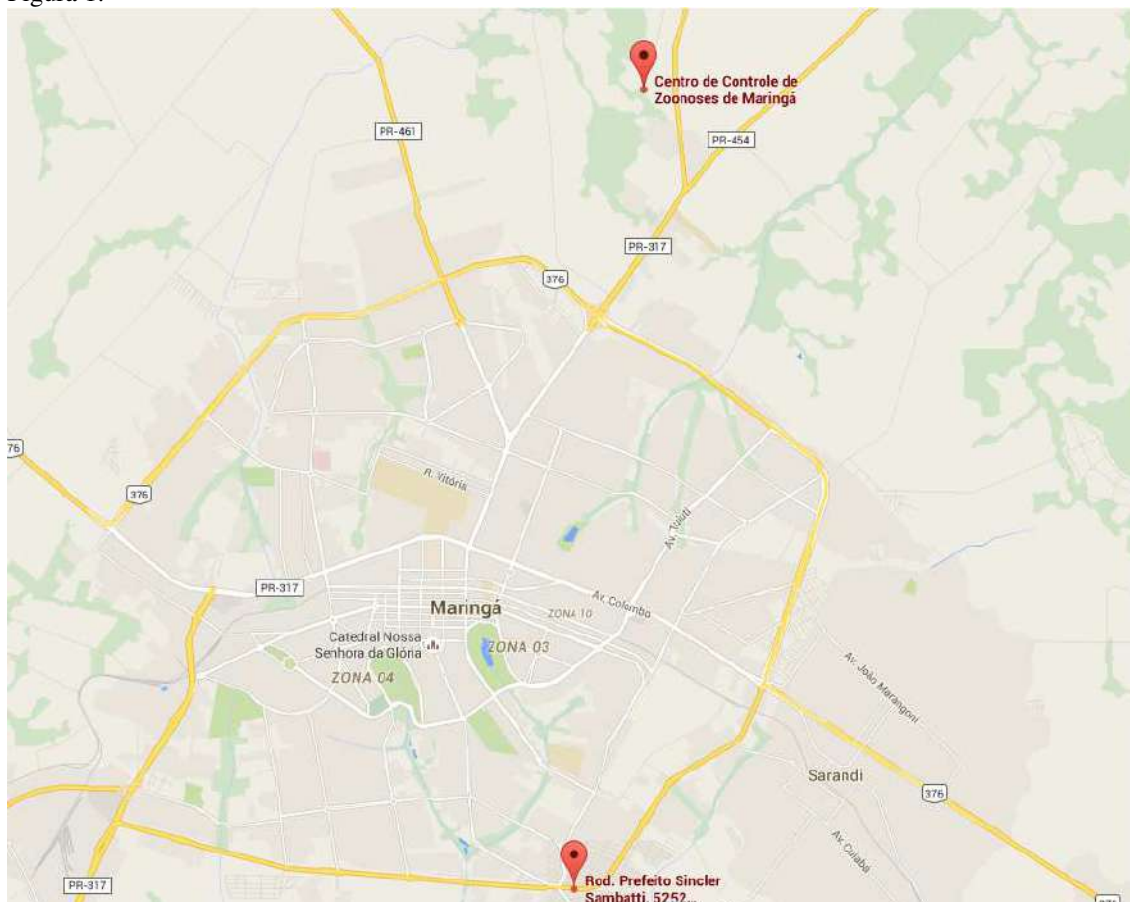 Figura 1.
Centro de Controle de
Zoonoses de Maringá
PR-461
PR-454
PR-317
376
76
376
R. Vitória
Av. Tuiuti
PR-317
Maringá
ZONA 10
Av. Colombo
Catedral Nossa
Senhora da Glória
ZONA 03
ZONA 04
Av. João Marangoni
Sarandi
376
Av. Cuiabá
PR-317
Rod. Prefeito Sincler
Sambatti, 5252...
376